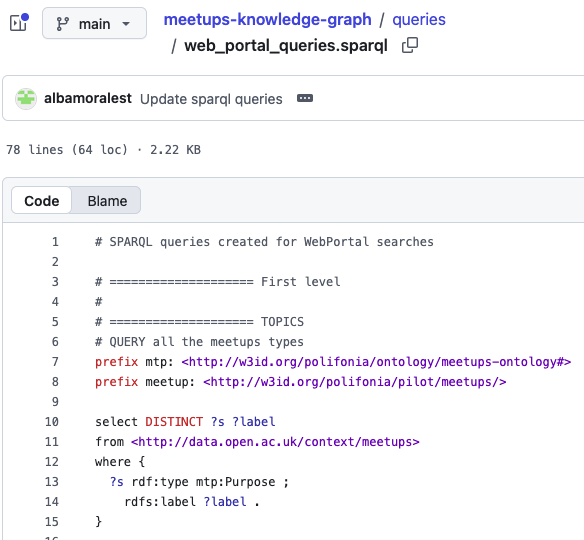 main
meetups-knowledge-graph / queries
/ web_portal_queries.sparql
albamoralest Update sparql queries
78 lines (64 loc) · 2.22 KB
Code Blame
1 # SPARQL queries created for WebPortal searches
2
3 # ==================== First level
4 #
5 # ==================== TOPICS
6 # QUERY all the meetups types
7 prefix mtp: <http://w3id.org/polifonia/ontology/meetups-ontology#>
8 prefix meetup: <http://w3id.org/polifonia/pilot/meetups/>
9
10 select DISTINCT ?s ?label
11 from <http://data.open.ac.uk/context/meetups>
12 where {
13 ?s rdf:type mtp:Purpose ;
14 rdfs:label ?label .
15 }